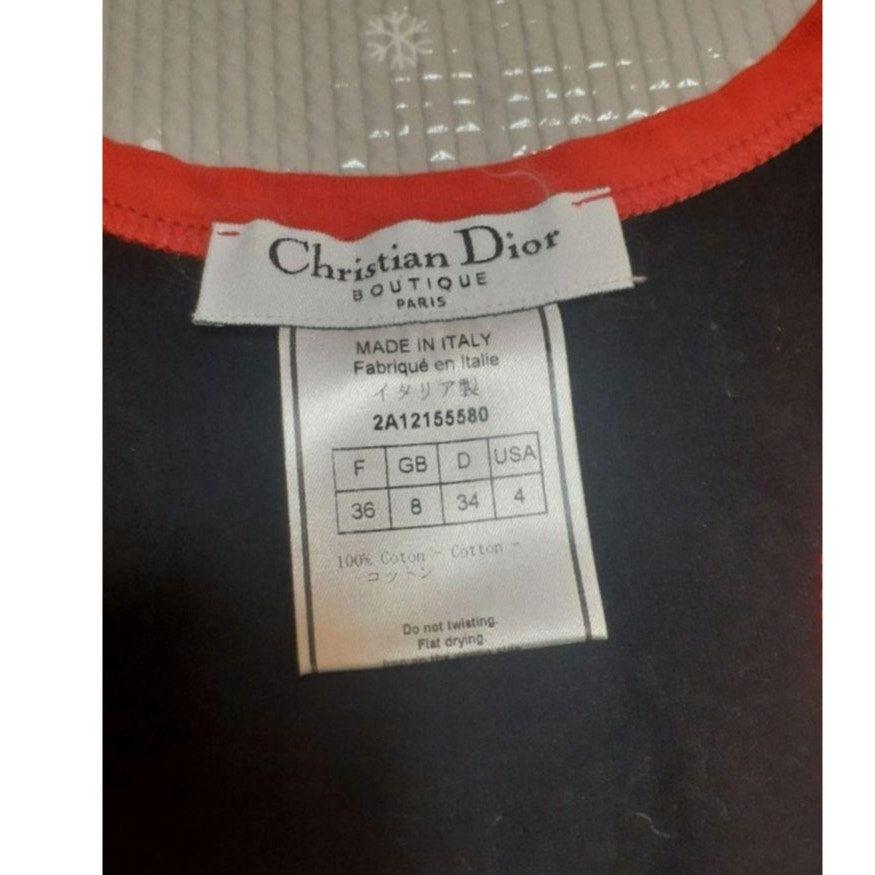 Christian Dior
BOUTIQUE
PARIS
MADE IN ITALY
Fabriqué en Italie
イタリア製
2A12155580
F GB D USA
36 8 34 4
100% Coton - Cotton -
コットン
Do not twisting.
Flat drying.